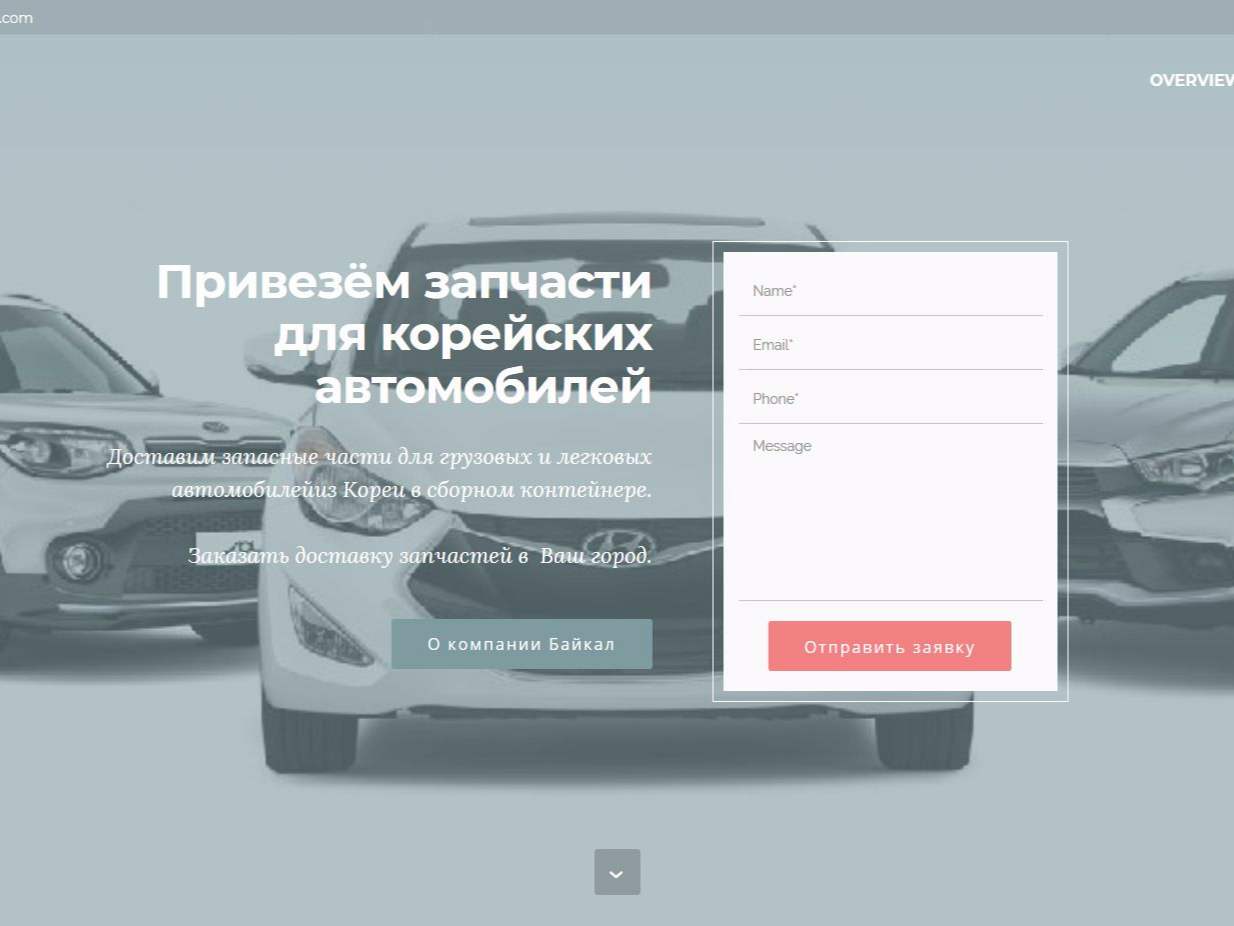 .com
OVERVIEW
Привезём запчасти
для корейских
автомобилей
Доставим запасные части для грузовых и легковых
автомобилейиз Кореи в сборном контейнере.
Заказать доставку запчастей в Ваш город.
О компании Байкал
Name*
Email*
Phone*
Message
Отправить заявку